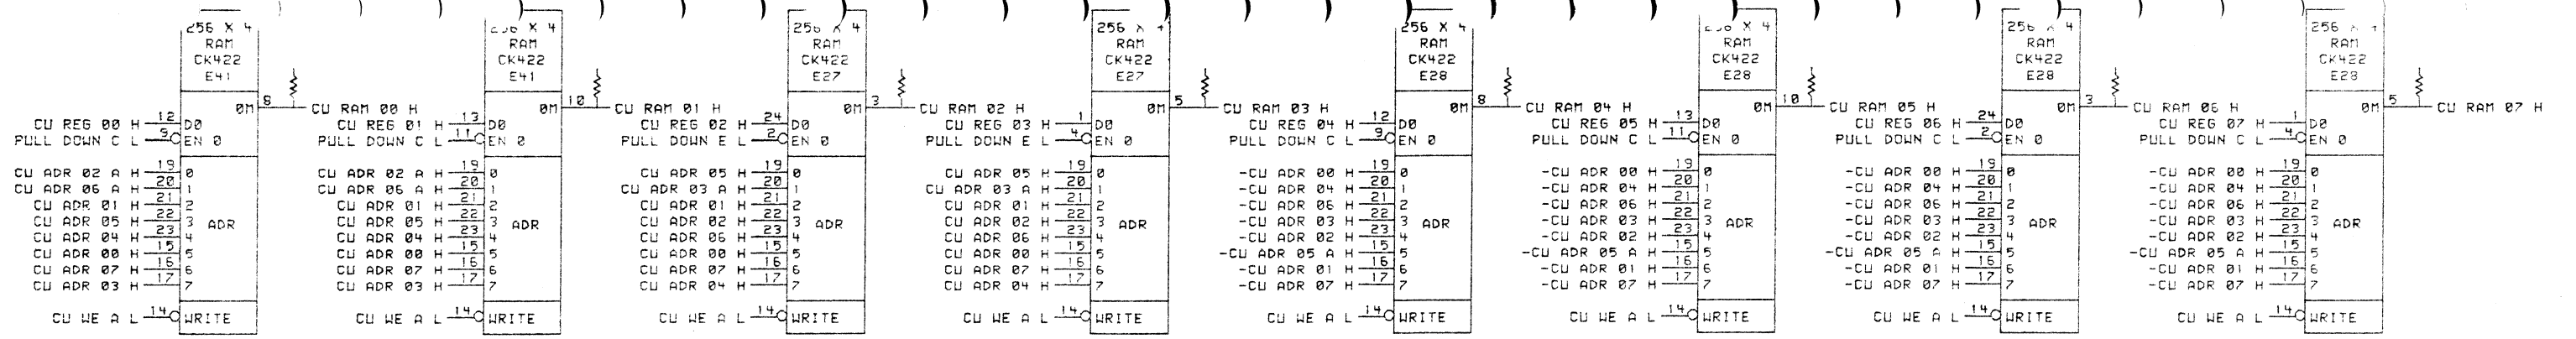 256 X 4
RAM
CK422
E41
0M
8
CU RAM 00 H
CU REG 00 H
12
D0
PULL DOWN C L
9
EN 0
CU ADR 02 A H
19
0
CU ADR 06 A H
20
1
CU ADR 01 H
21
2
CU ADR 05 H
22
3
ADR
CU ADR 04 H
23
4
CU ADR 00 H
15
5
CU ADR 07 H
16
6
CU ADR 03 H
17
7
CU WE A L
14
WRITE
256 X 4
RAM
CK422
E41
0M
10
CU RAM 01 H
CU REG 01 H
13
D0
PULL DOWN C L
11
EN 0
CU ADR 02 A H
19
0
CU ADR 06 A H
20
1
CU ADR 01 H
21
2
CU ADR 05 H
22
3
ADR
CU ADR 04 H
23
4
CU ADR 00 H
15
5
CU ADR 07 H
16
6
CU ADR 03 H
17
7
CU WE A L
14
WRITE
256 X 4
RAM
CK422
E27
0M
3
CU RAM 02 H
CU REG 02 H
24
D0
PULL DOWN E L
2
EN 0
CU ADR 05 H
19
0
CU ADR 03 A H
20
1
CU ADR 01 H
21
2
CU ADR 02 H
22
3
ADR
CU ADR 06 H
23
4
CU ADR 00 H
15
5
CU ADR 07 H
16
6
CU ADR 04 H
17
7
CU WE A L
14
WRITE
256 X 4
RAM
CK422
E27
0M
5
CU RAM 03 H
CU REG 03 H
1
D0
PULL DOWN E L
4
EN 0
CU ADR 05 H
19
0
CU ADR 03 A H
20
1
CU ADR 01 H
21
2
CU ADR 02 H
22
3
ADR
CU ADR 06 H
23
4
CU ADR 00 H
15
5
CU ADR 07 H
16
6
CU ADR 04 H
17
7
CU WE A L
14
WRITE
256 X 4
RAM
CK422
E28
0M
8
CU RAM 04 H
CU REG 04 H
12
D0
PULL DOWN C L
9
EN 0
-CU ADR 00 H
19
0
-CU ADR 04 H
20
1
-CU ADR 06 H
21
2
-CU ADR 03 H
22
3
ADR
-CU ADR 02 H
23
4
-CU ADR 05 A H
15
5
-CU ADR 01 H
16
6
-CU ADR 07 H
17
7
CU WE A L
14
WRITE
256 X 4
RAM
CK422
E28
0M
10
CU RAM 05 H
CU REG 05 H
13
D0
PULL DOWN C L
11
EN 0
-CU ADR 00 H
19
0
-CU ADR 04 H
20
1
-CU ADR 06 H
21
2
-CU ADR 03 H
22
3
ADR
-CU ADR 02 H
23
4
-CU ADR 05 A H
15
5
-CU ADR 01 H
16
6
-CU ADR 07 H
17
7
CU WE A L
14
WRITE
256 X 4
RAM
CK422
E28
0M
3
CU RAM 06 H
CU REG 06 H
24
D0
PULL DOWN C L
2
EN 0
-CU ADR 00 H
19
0
-CU ADR 04 H
20
1
-CU ADR 06 H
21
2
-CU ADR 03 H
22
3
ADR
-CU ADR 02 H
23
4
-CU ADR 05 A H
15
5
-CU ADR 01 H
16
6
-CU ADR 07 H
17
7
CU WE A L
14
WRITE
256 X 4
RAM
CK422
E28
0M
5
CU RAM 07 H
CU REG 07 H
1
D0
PULL DOWN C L
4
EN 0
-CU ADR 00 H
19
0
-CU ADR 04 H
20
1
-CU ADR 06 H
21
2
-CU ADR 03 H
22
3
ADR
-CU ADR 02 H
23
4
-CU ADR 05 A H
15
5
-CU ADR 01 H
16
6
-CU ADR 07 H
17
7
CU WE A L
14
WRITE